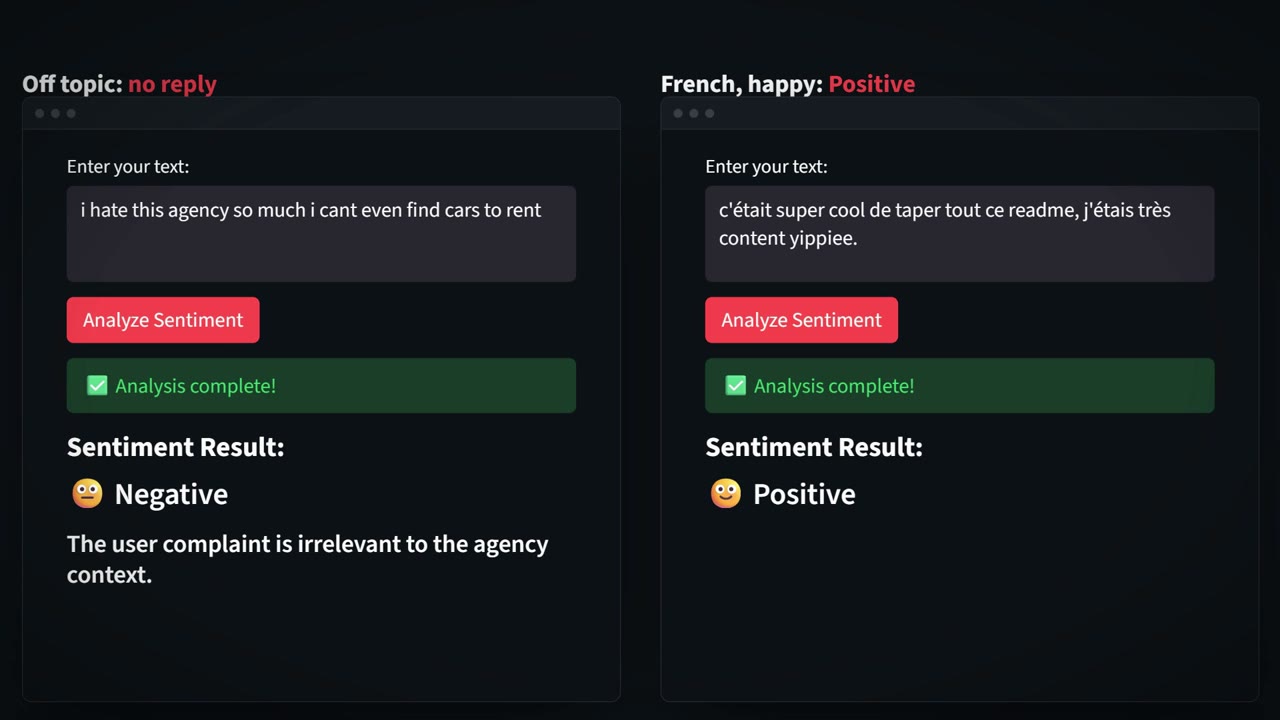 Off topic: no reply
Enter your text:
i hate this agency so much i cant even find cars to rent
Analyze Sentiment
Analysis complete!
Sentiment Result:
Negative
The user complaint is irrelevant to the agency
context.
French, happy: Positive
Enter your text:
c'était super cool de taper tout ce readme, j'étais très
content yippiee.
Analyze Sentiment
Analysis complete!
Sentiment Result:
Positive